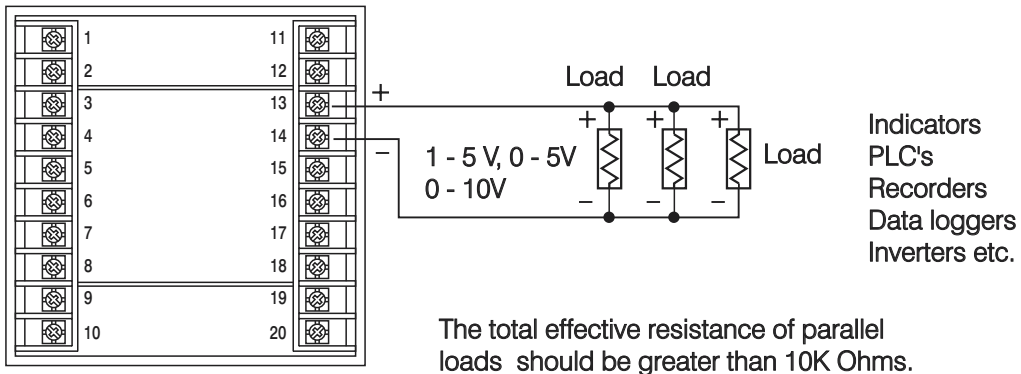 1
2
3
4
5
6
7
8
9
10
11
12
13
14
15
16
17
18
19
20
+
–
Load Load
+ + +
1 - 5 V, 0 - 5V
0 - 10V
Load
– – –
Indicators
PLC's
Recorders
Data loggers
Inverters etc.
The total effective resistance of parallel
loads should be greater than 10K Ohms.